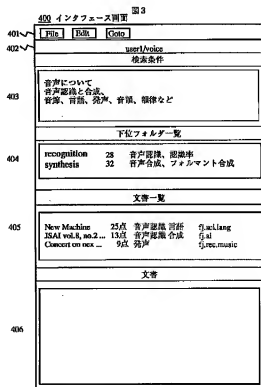 図3
400 インタフェース画面
401 File Edit Goto
402 user1/voice
検索条件
403
音声について
音声認識と合成、
音源、言語、発声、音韻、韻律など
下位フォルダ一覧
404
recognition 28 音声認識、認識率
synthesis 32 音声合成、フォルマント合成
文書一覧
405
New Machine 25点 音声認識 言語 fj.sci.lang
JSAI vol.8, no.2 ... 13点 音声認識 合成 fj.ai
Concert on nex ... 9点 発声 fj.rec.music
文書
406